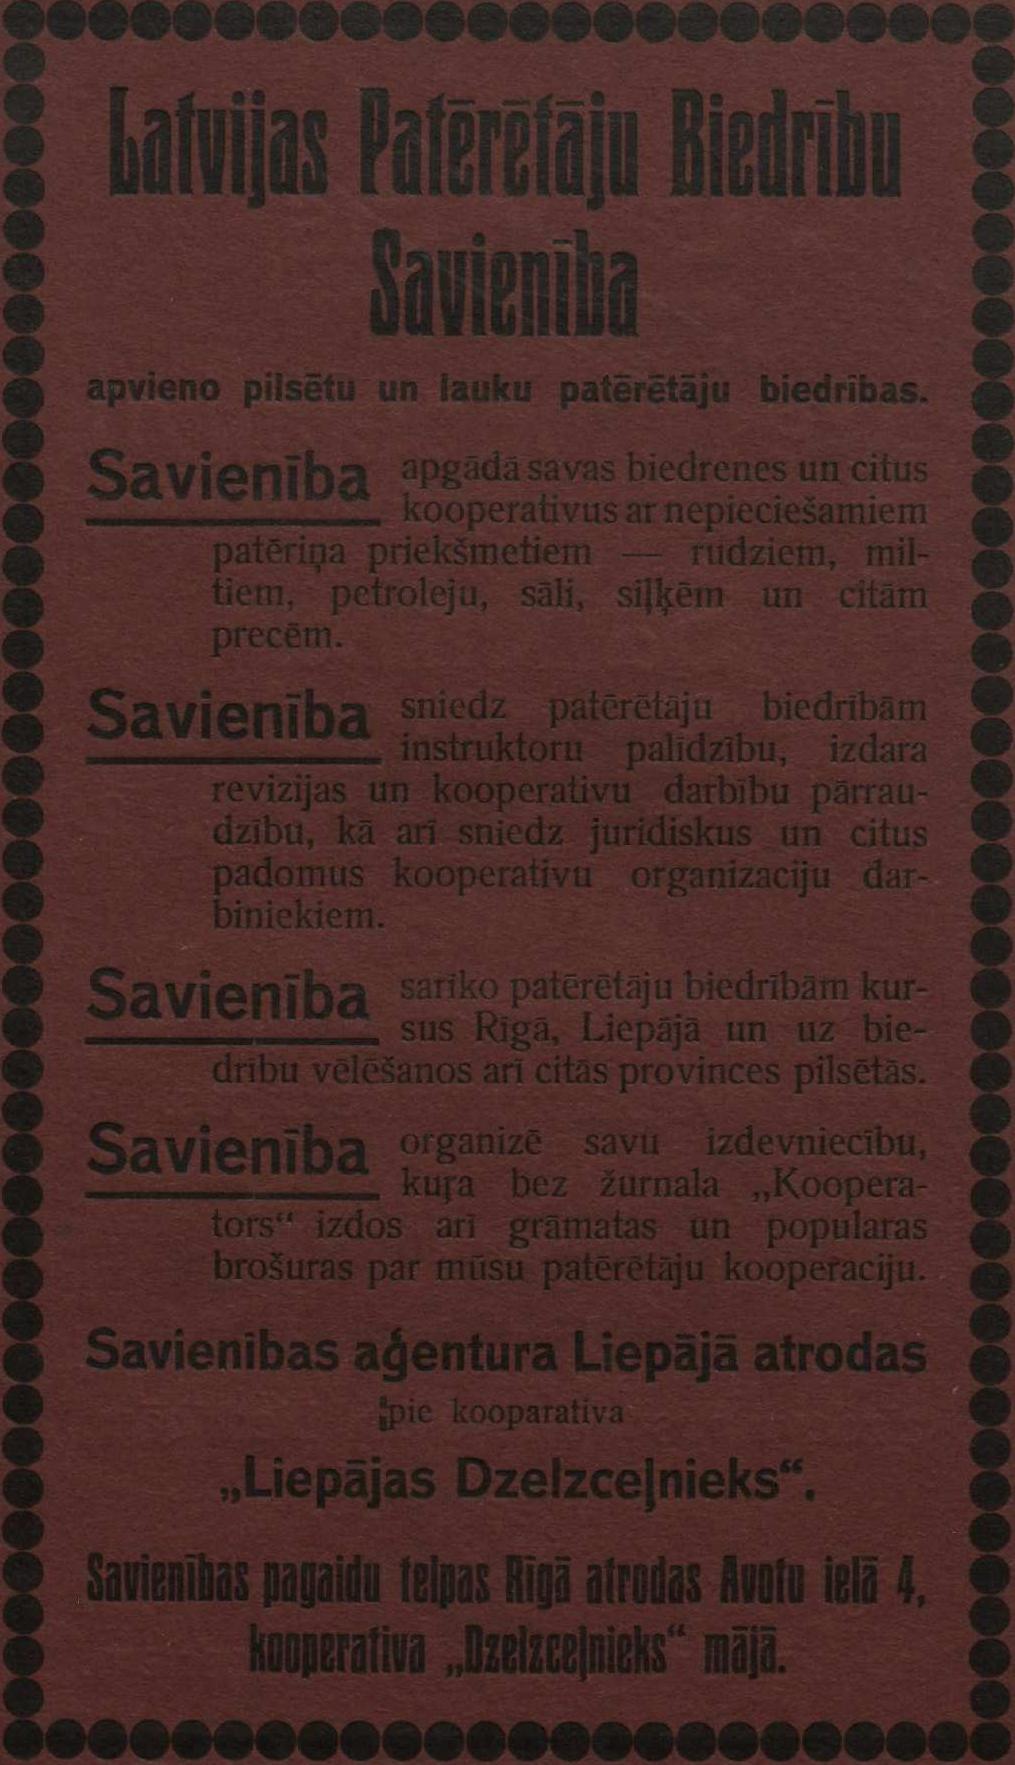 Latvijas Patērētāju Biedrību
Savienība
apvieno pilsētu un lauku patērētāju biedrības.
Savienība apgādā savas biedrenes un citus
kooperativus ar nepieciešamiem
patēriņa priekšmetiem — rudziem, mil-
tiem, petroleju, sāli, siļķēm un citām
precēm.
Savienība sniedz patērētāju biedrībām
instruktoru palīdzību, izdara
revizijas un kooperativu darbību pārrau-
dzību, kā arī sniedz juridiskus un citus
padomus kooperativu organizaciju dar-
biniekiem.
Savienība sarīko patērētāju biedrībām kur-
sus Rīgā, Liepājā un uz bie-
drību vēlēšanos arī citās provinces pilsētās.
Savienība organizē savu izdevniecību,
kuŗa bez žurnala „Koopera-
tors“ izdos arī grāmatas un popularas
brošuras par mūsu patērētāju kooperaciju.
Savienības aģentura Liepājā atrodas
pie kooparativa
„Liepājas Dzelzceļnieks“.
Savienības pagaidu telpas Rīgā atrodas Avotu ielā 4,
kooperativa „Dzelzceļnieks“ mājā.